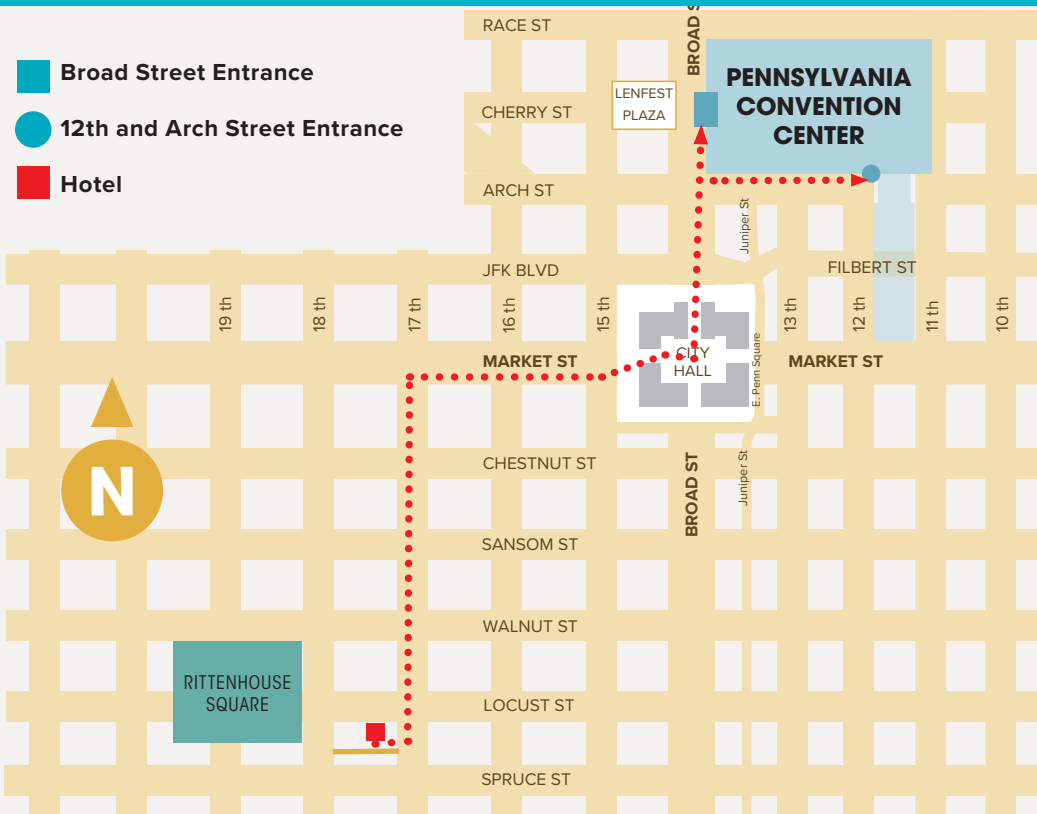 RACE ST
BROAD S
Broad Street Entrance
PENNSYLVANIA
CONVENTION
CENTER
LENFEST
PLAZA
CHERRY ST
12th and Arch Street Entrance
Hotel
ARCH ST
Juniper St
JFK BLVD
FILBERT ST
19 th
18 th
17 th
16 th
15 th
13 th
12 th
11 th
10 th
MARKET ST
CITY
HALL
E. Penn Square
MARKET ST
N
CHESTNUT ST
BROAD ST
Juniper St
SANSOM ST
WALNUT ST
RITTENHOUSE
SQUARE
LOCUST ST
SPRUCE ST